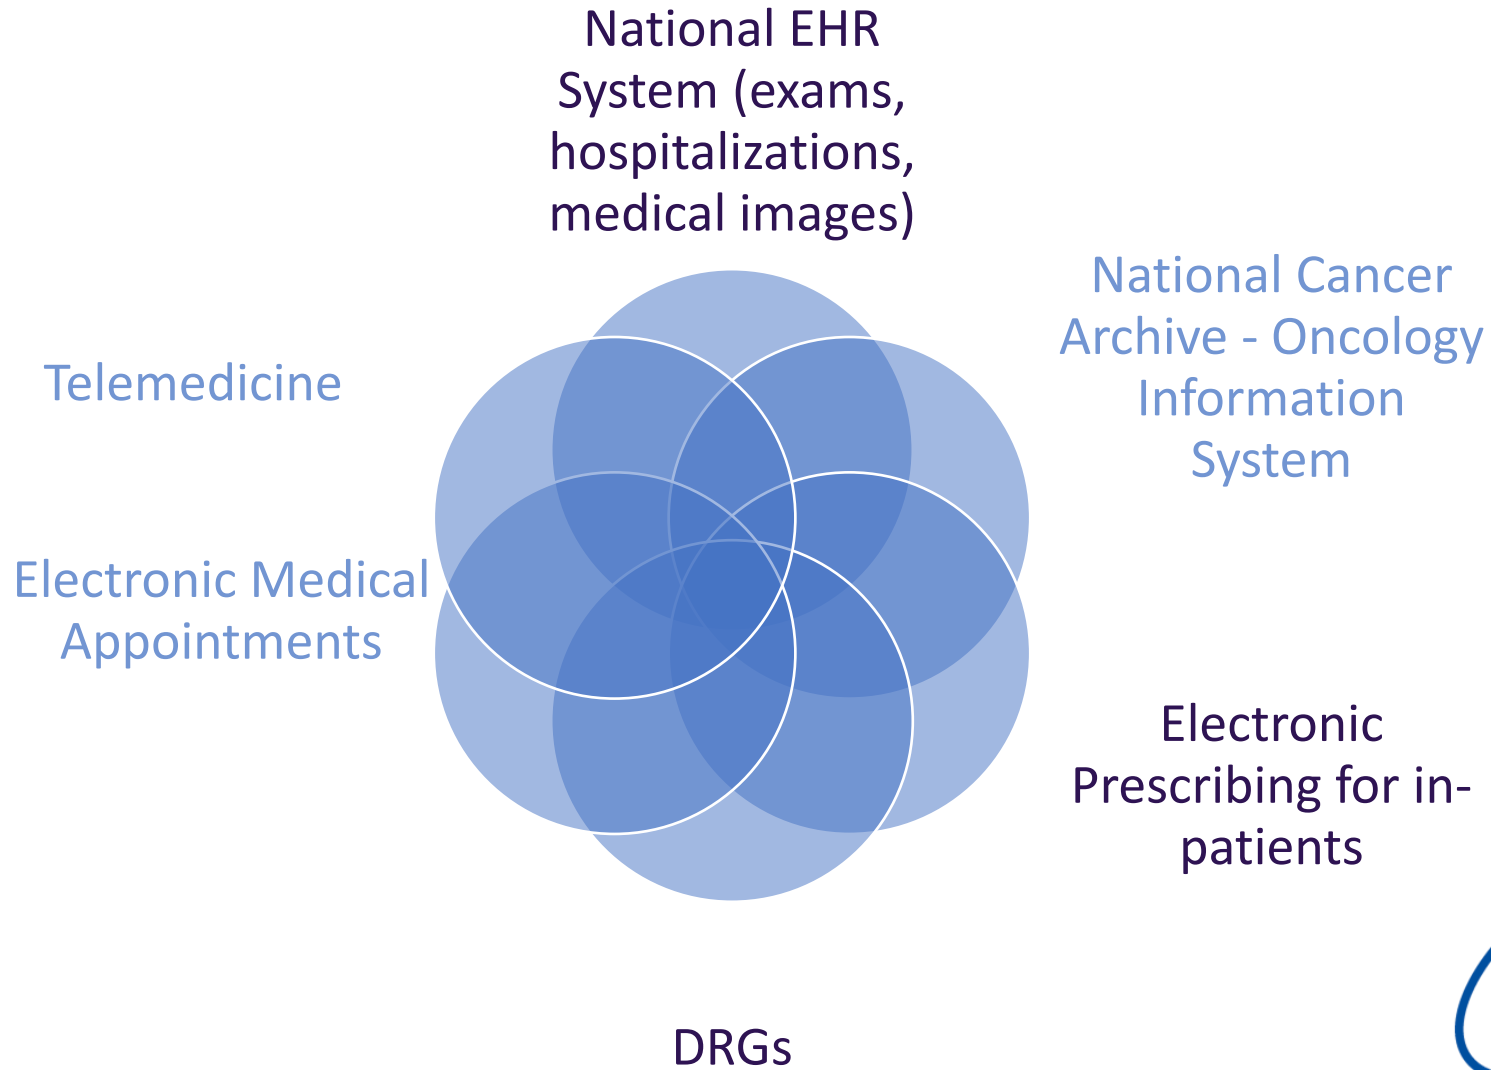 National EHR
System (exams,
hospitalizations,
medical images)
National Cancer
Archive - Oncology
Information
System
Telemedicine
Electronic Medical
Appointments
Electronic
Prescribing for in-
patients
DRGs